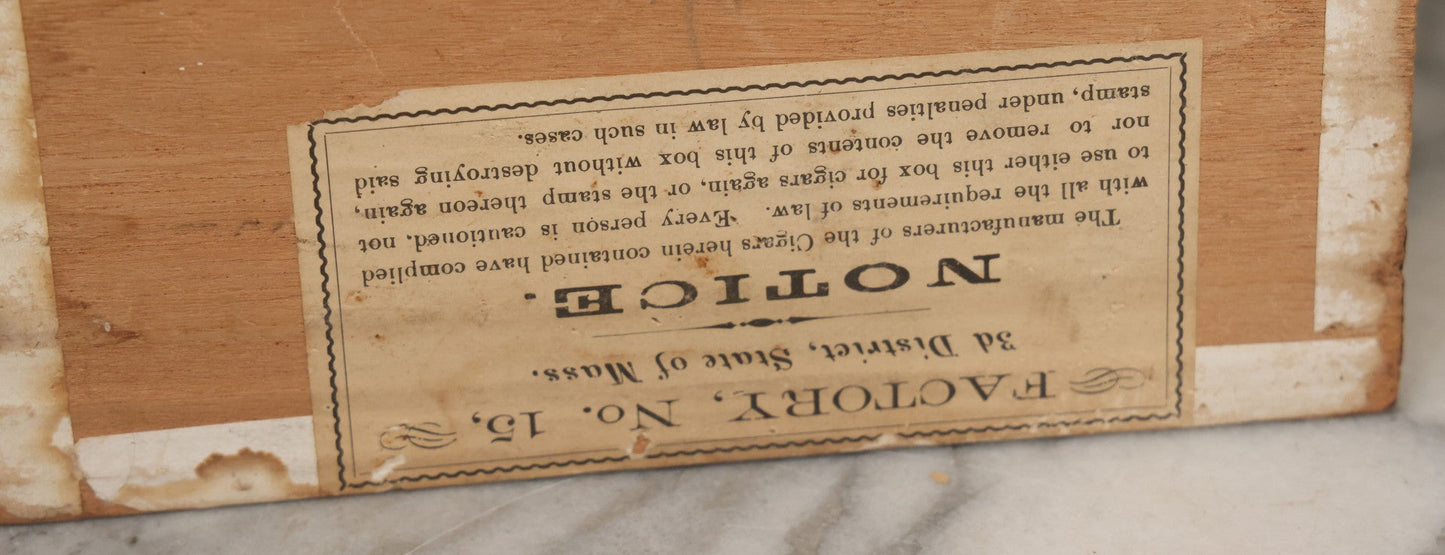 FACTORY, No. 15,
3d District, State of Mass.
NOTICE.
The manufacturers of the Cigars herein contained have complied
with all the requirements of law. Every person is cautioned, not
to use either this box for cigars again, or the stamp thereon again,
nor to remove the contents of this box without destroying said
stamp, under penalties provided by law in such cases.